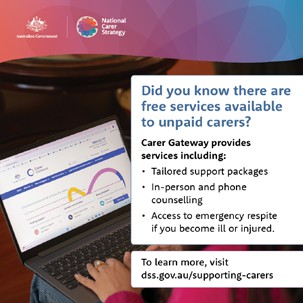 Australian Government
National
Carer
Strategy
Did you know there are
free services available
to unpaid carers?
Carer Gateway provides
services including:
• Tailored support packages
• In-person and phone
counselling
• Access to emergency respite
if you become ill or injured.
To learn more, visit
dss.gov.au/supporting-carers